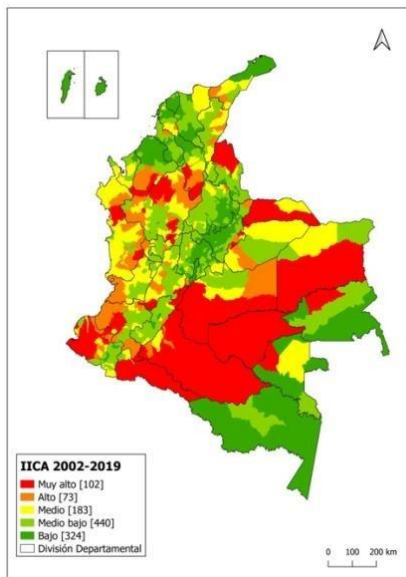 IICA 2002-2019
Muy alto [102]
Alto [73]
Medio [183]
Medio bajo [440]
Bajo [324]
División Departamental
0 100 200 km